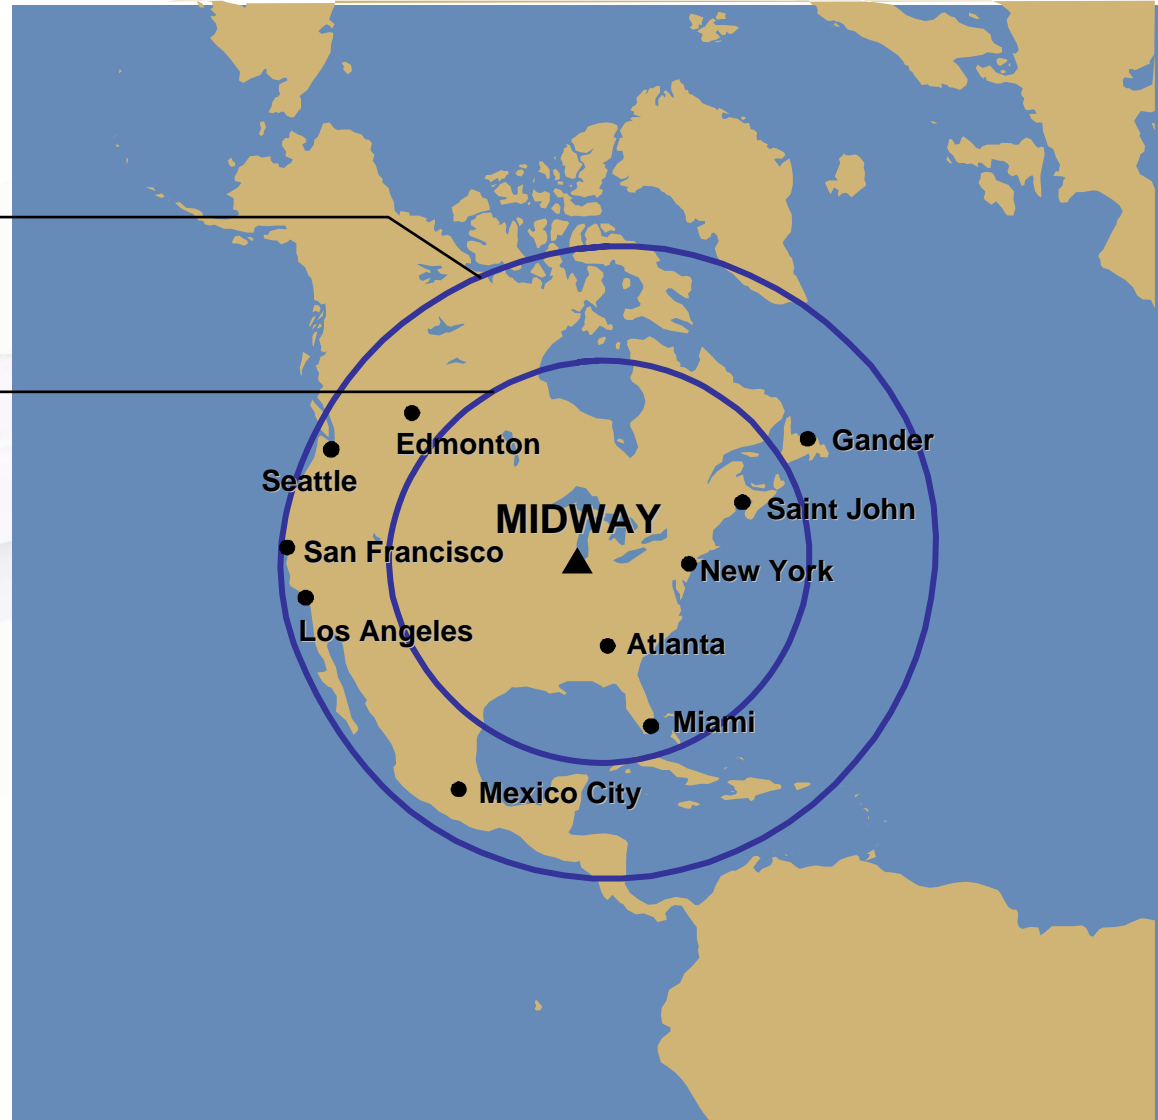 Edmonton
Gander
Seattle
MIDWAY
Saint John
San Francisco
New York
Los Angeles
Atlanta
Miami
Mexico City